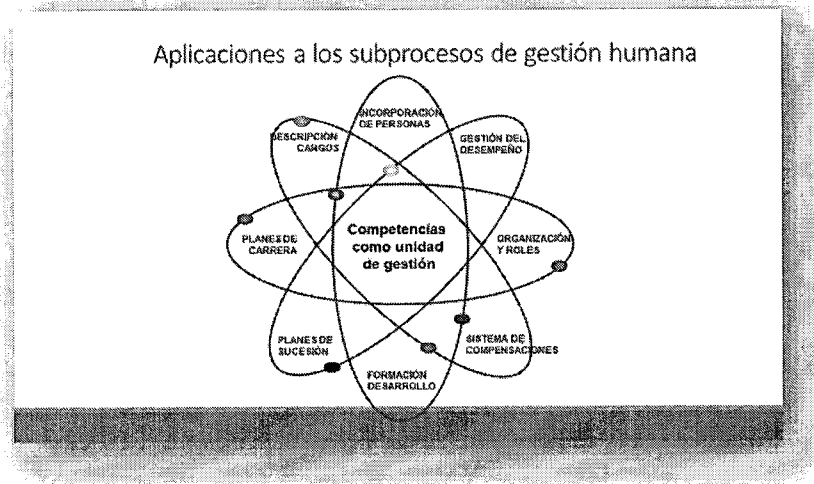 Aplicaciones a los subprocesos de gestión humana
INCORPORACIÓN
DE PERSONAS
DESCRIPCIÓN
CARGOS
GESTIÓN DEL
DESEMPEÑO
PLANES DE
CARRERA
Competencias
como unidad
de gestión
ORGANIZACIÓN
Y ROLES
PLANES DE
SUCESIÓN
SISTEMA DE
COMPENSACIONES
FORMACIÓN
DESARROLLO